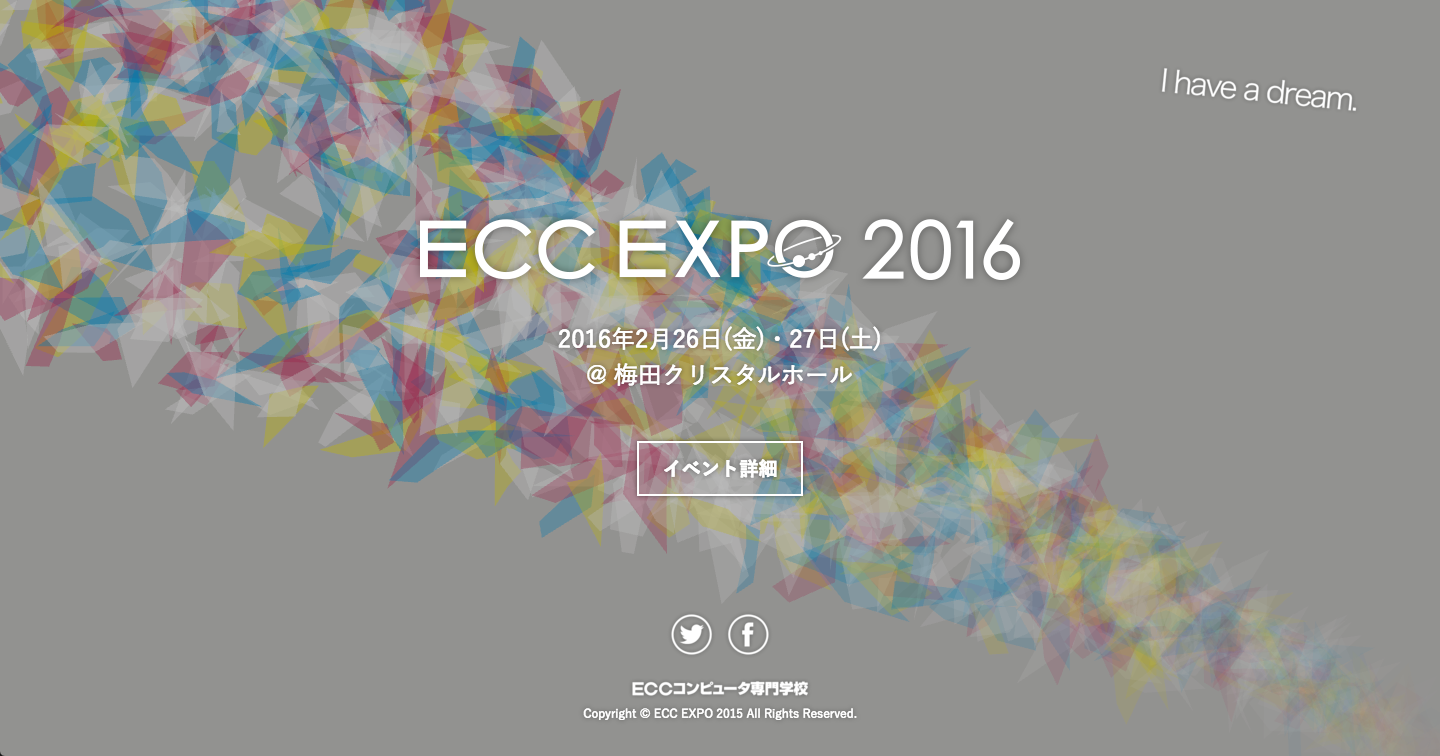 I have a dream.
ECC EXPO 2016
2016年2月26日(金)・27日(土)
@ 梅田クリスタルホール
イベント詳細
ECCコンピュータ専門学校
Copyright © ECC EXPO 2015 All Rights Reserved.